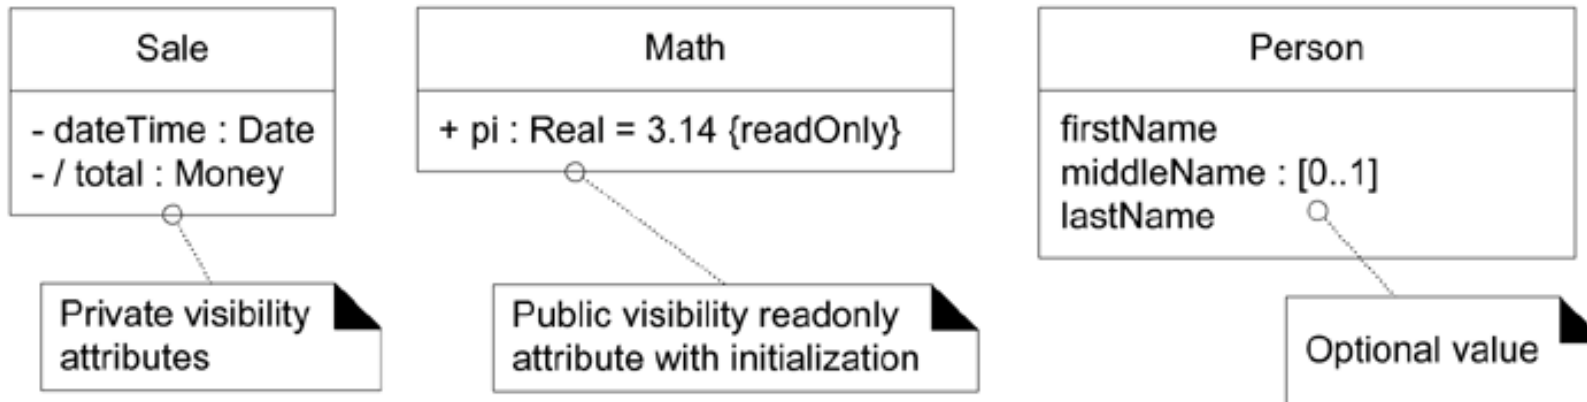 Sale
- dateTime : Date
- / total : Money
Private visibility
attributes
Math
+ pi : Real = 3.14 {readOnly}
Public visibility readonly
attribute with initialization
Person
firstName
middleName : [0..1]
lastName
Optional value